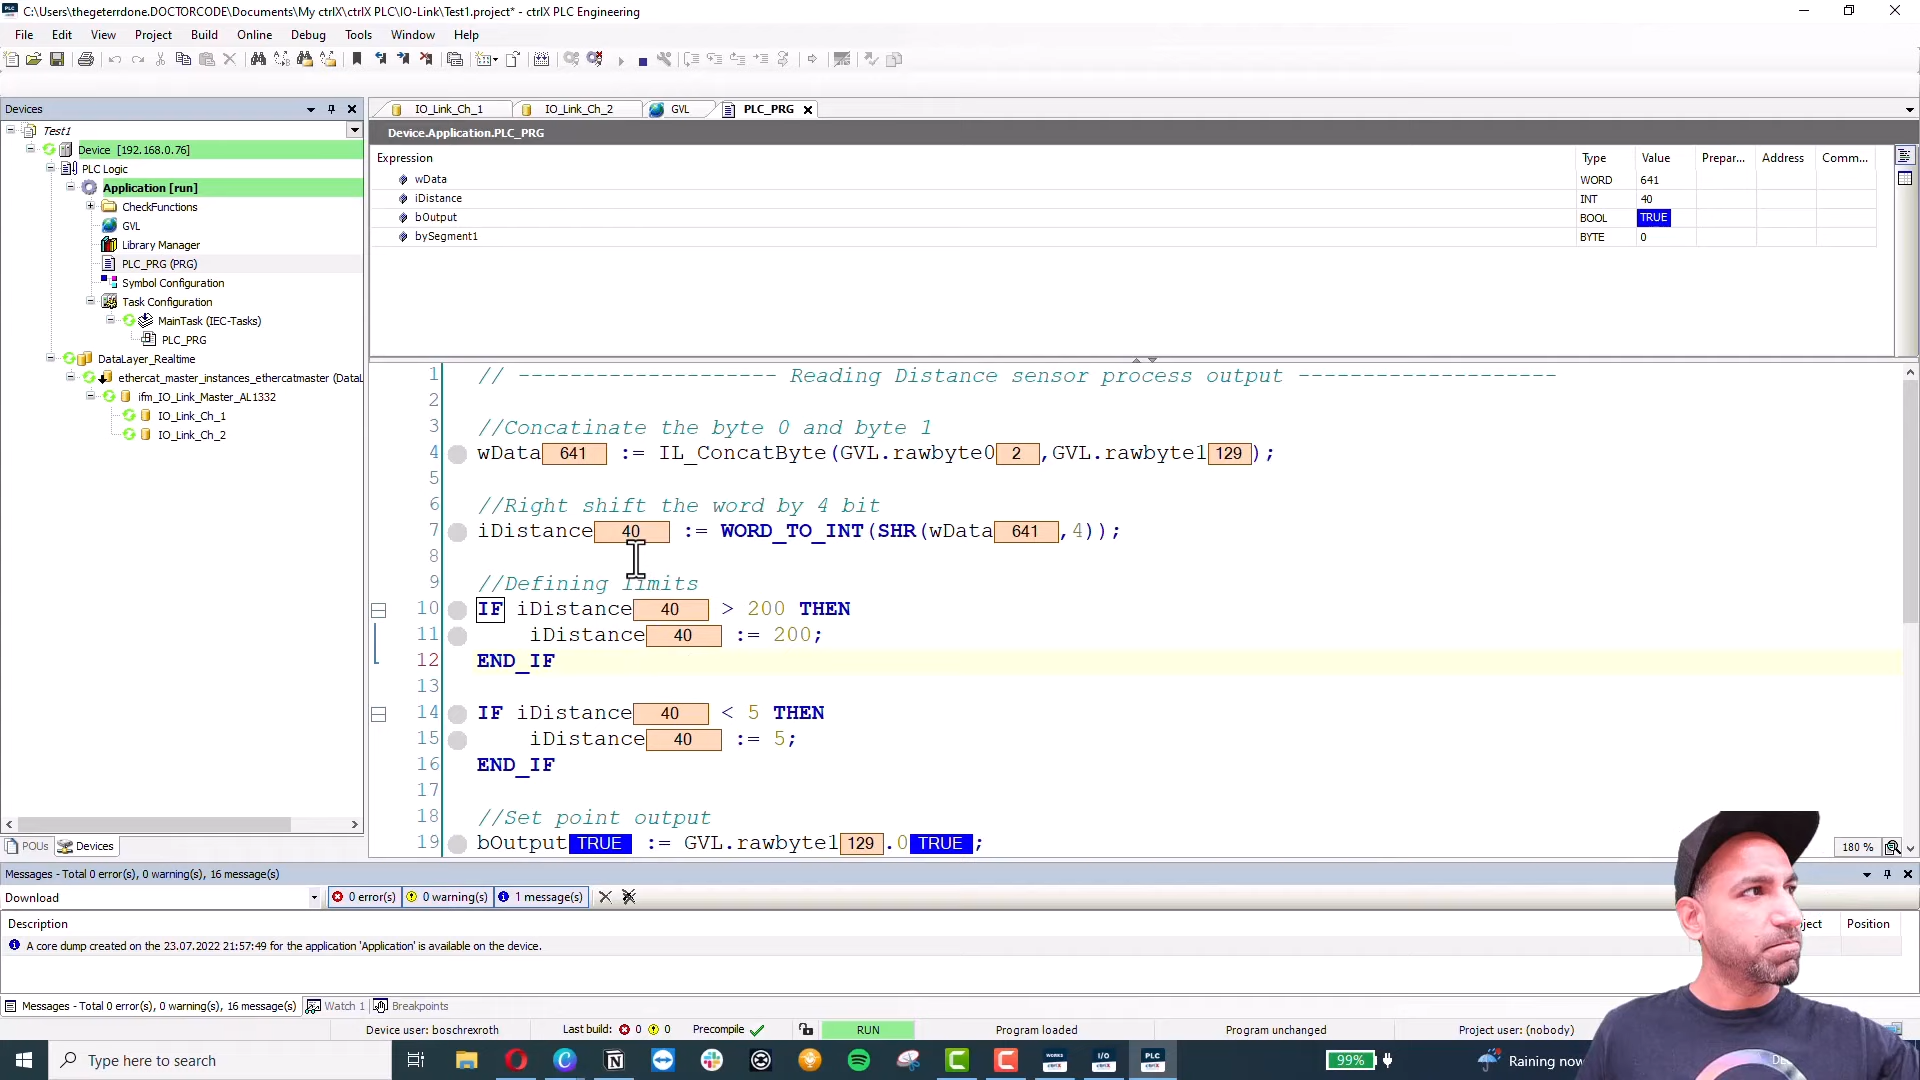 C:\Users\thegeterrdone.DOCTORCODE\Documents\My ctrlX\ctrlX PLC\IO-Link\Test1.project* - ctrlX PLC Engineering
File Edit View Project Build Online Debug Tools Window Help
Devices
Test1
Device [192.168.0.76]
PLC Logic
Application [run]
CheckFunctions
GVL
Library Manager
PLC_PRG (PRG)
Symbol Configuration
Task Configuration
MainTask (IEC-Tasks)
PLC_PRG
DataLayer_Realtime
ethercat_master_instances_ethercatmaster (DataL
ifm_IO_Link_Master_AL1332
IO_Link_Ch_1
IO_Link_Ch_2
POUs Devices
IO_Link_Ch_1 IO_Link_Ch_2 GVL PLC_PRG
Device.Application.PLC_PRG
Expression Type Value Prepar... Address Comm...
wData WORD 641
iDistance INT 40
bOutput BOOL TRUE
bySegment1 BYTE 0
1 // -------------------- Reading Distance sensor process output --------------------
2
3 //Concatinate the byte 0 and byte 1
4 wData 641 := IL_ConcatByte(GVL.rawbyte0 2 ,GVL.rawbyte1 129 );
5
6 //Right shift the word by 4 bit
7 iDistance 40 := WORD_TO_INT(SHR(wData 641 ,4));
8
9 //Defining limits
10 IF iDistance 40 > 200 THEN
11 iDistance 40 := 200;
12 END_IF
13
14 IF iDistance 40 < 5 THEN
15 iDistance 40 := 5;
16 END_IF
17
18 //Set point output
19 bOutput TRUE := GVL.rawbyte1 129 .0 TRUE ;
180 %
Messages - Total 0 error(s), 0 warning(s), 16 message(s)
Download 0 error(s) 0 warning(s) 1 message(s)
Description ject Position
A core dump created on the 23.07.2022 21:57:49 for the application 'Application' is available on the device.
Messages - Total 0 error(s), 0 warning(s), 16 message(s) Watch 1 Breakpoints
Device user: boschrexroth Last build: 0 0 Precompile RUN Program loaded Program unchanged Project user: (nobody)
Type here to search WORKS I/O PLC 99% Raining now